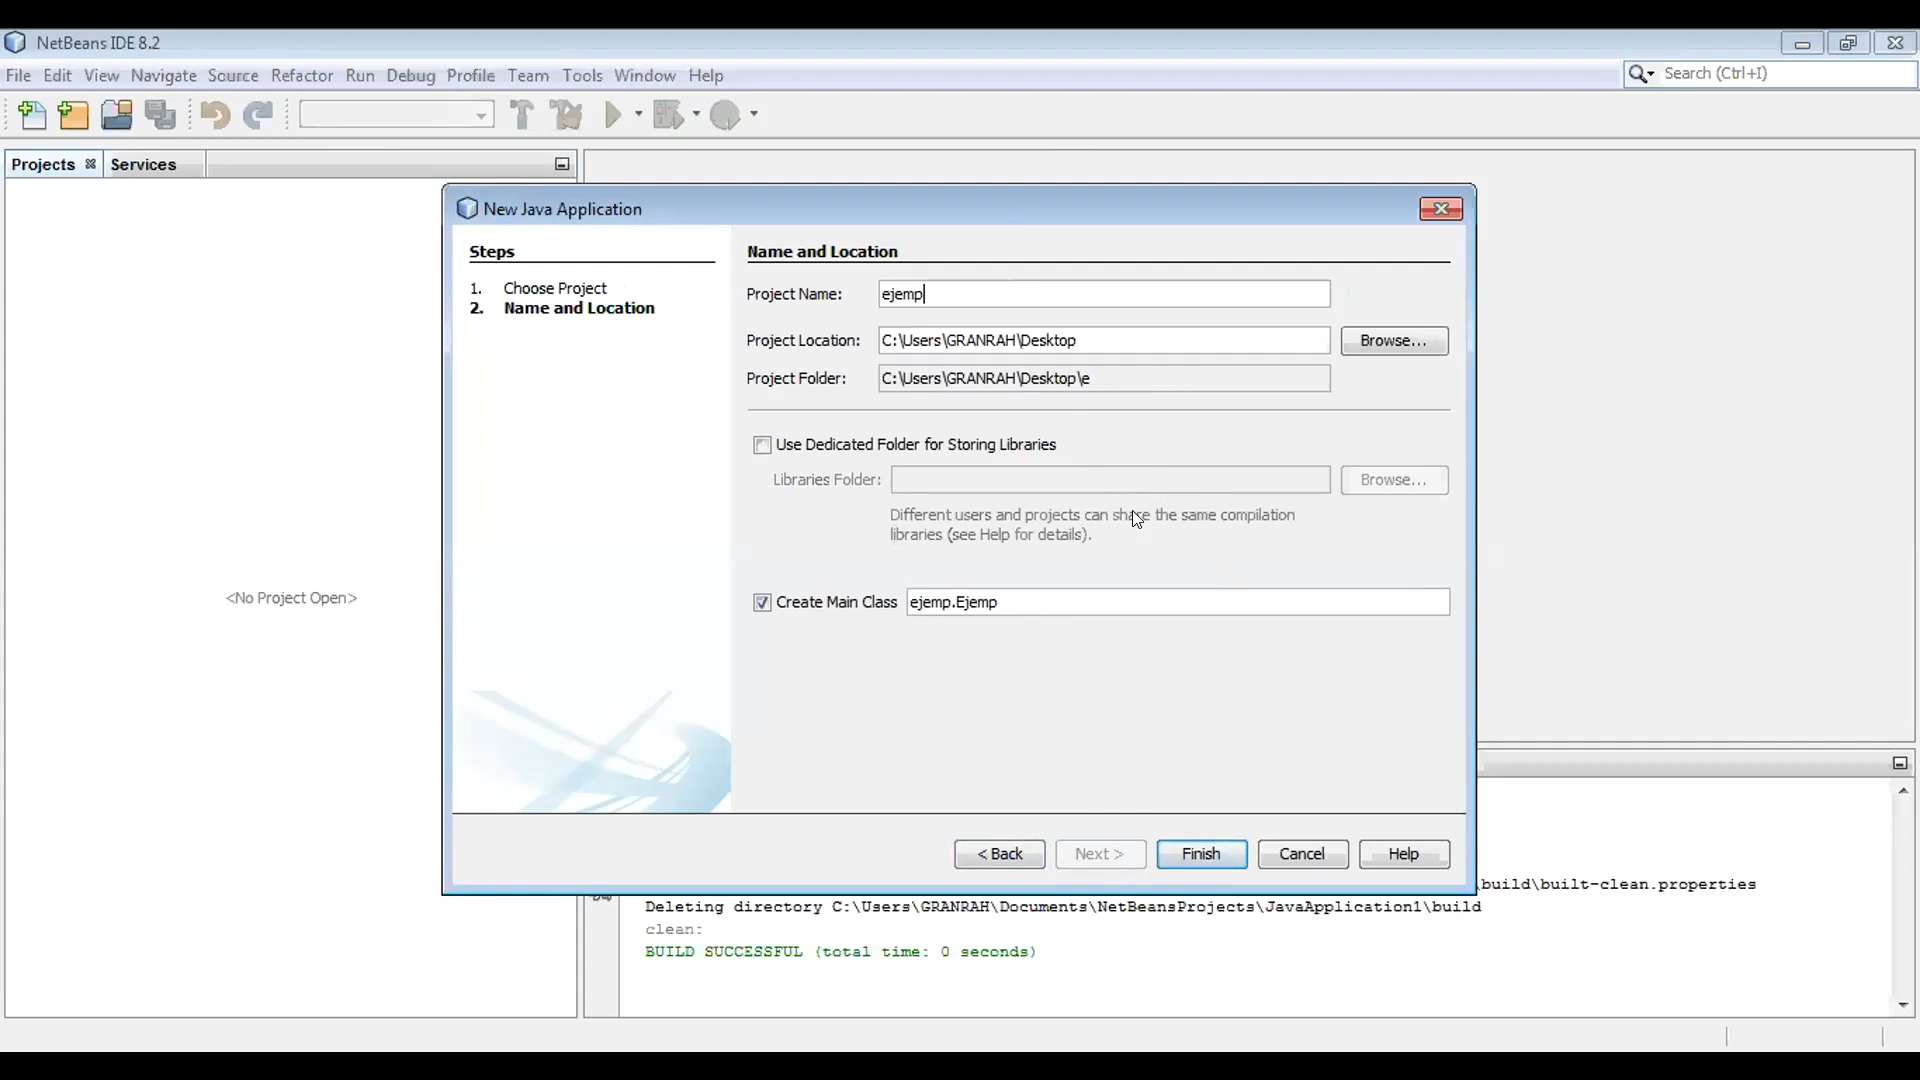 NetBeans IDE 8.2
File Edit View Navigate Source Refactor Run Debug Profile Team Tools Window Help
Search (Ctrl+I)
Projects Services
New Java Application
Steps
1. Choose Project
2. Name and Location
Name and Location
Project Name: ejemp
Project Location: C:\Users\GRANRAH\Desktop Browse...
Project Folder: C:\Users\GRANRAH\Desktop\e
Use Dedicated Folder for Storing Libraries
Libraries Folder: Browse...
Different users and projects can share the same compilation
libraries (see Help for details).
<No Project Open>
Create Main Class ejemp.Ejemp
< Back Next > Finish Cancel Help
build\built-clean.properties
Deleting directory C:\Users\GRANRAH\Documents\NetBeansProjects\JavaApplication1\build
clean:
BUILD SUCCESSFUL (total time: 0 seconds)